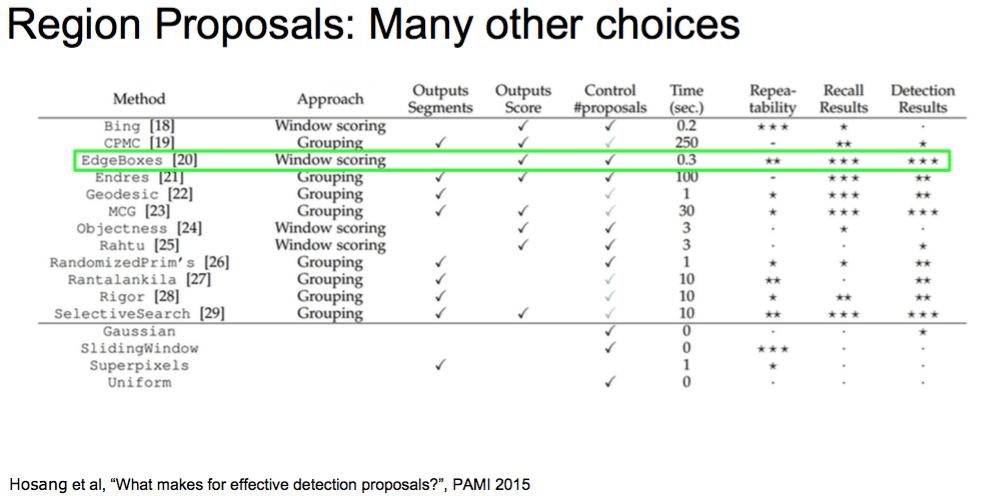 Region Proposals: Many other choices
Method Approach Outputs Segments Outputs Score Control #proposals Time (sec.) Repea-tability Recall Results Detection Results
Bing [18] Window scoring ✓ ✓ 0.2 ★★★ ★ ·
CPMC [19] Grouping ✓ ✓ ✓ 250 - ★★ ★
EdgeBoxes [20] Window scoring ✓ ✓ 0.3 ★★ ★★★ ★★★
Endres [21] Grouping ✓ ✓ ✓ 100 - ★★★ ★★
Geodesic [22] Grouping ✓ ✓ 1 ★ ★★★ ★★
MCG [23] Grouping ✓ ✓ ✓ 30 ★ ★★★ ★★★
Objectness [24] Window scoring ✓ ✓ 3 · ★ ·
Rahtu [25] Window scoring ✓ ✓ 3 · · ★
RandomizedPrim's [26] Grouping ✓ ✓ 1 ★ ★ ★★
Rantalankila [27] Grouping ✓ ✓ 10 ★★ · ★★
Rigor [28] Grouping ✓ ✓ 10 ★ ★★ ★★
SelectiveSearch [29] Grouping ✓ ✓ ✓ 10 ★★ ★★★ ★★★
Gaussian ✓ 0 · · ★
SlidingWindow ✓ 0 ★★★ · ·
Superpixels ✓ 1 ★ · ·
Uniform ✓ 0 · · ·
Hosang et al, “What makes for effective detection proposals?”, PAMI 2015